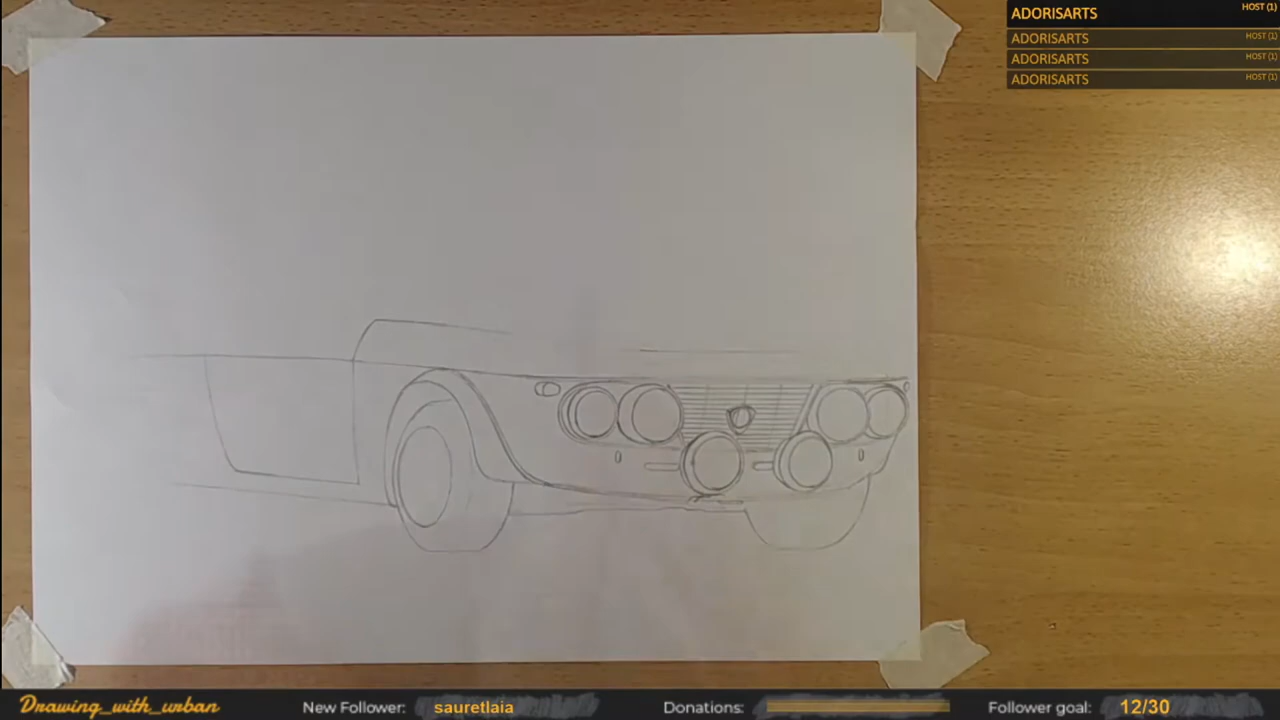 ADORISARTS HOST (1)
ADORISARTS HOST (1)
ADORISARTS HOST (1)
ADORISARTS HOST (1)
Drawing_with_urban New Follower: sauretlaia Donations: Follower goal: 12/30